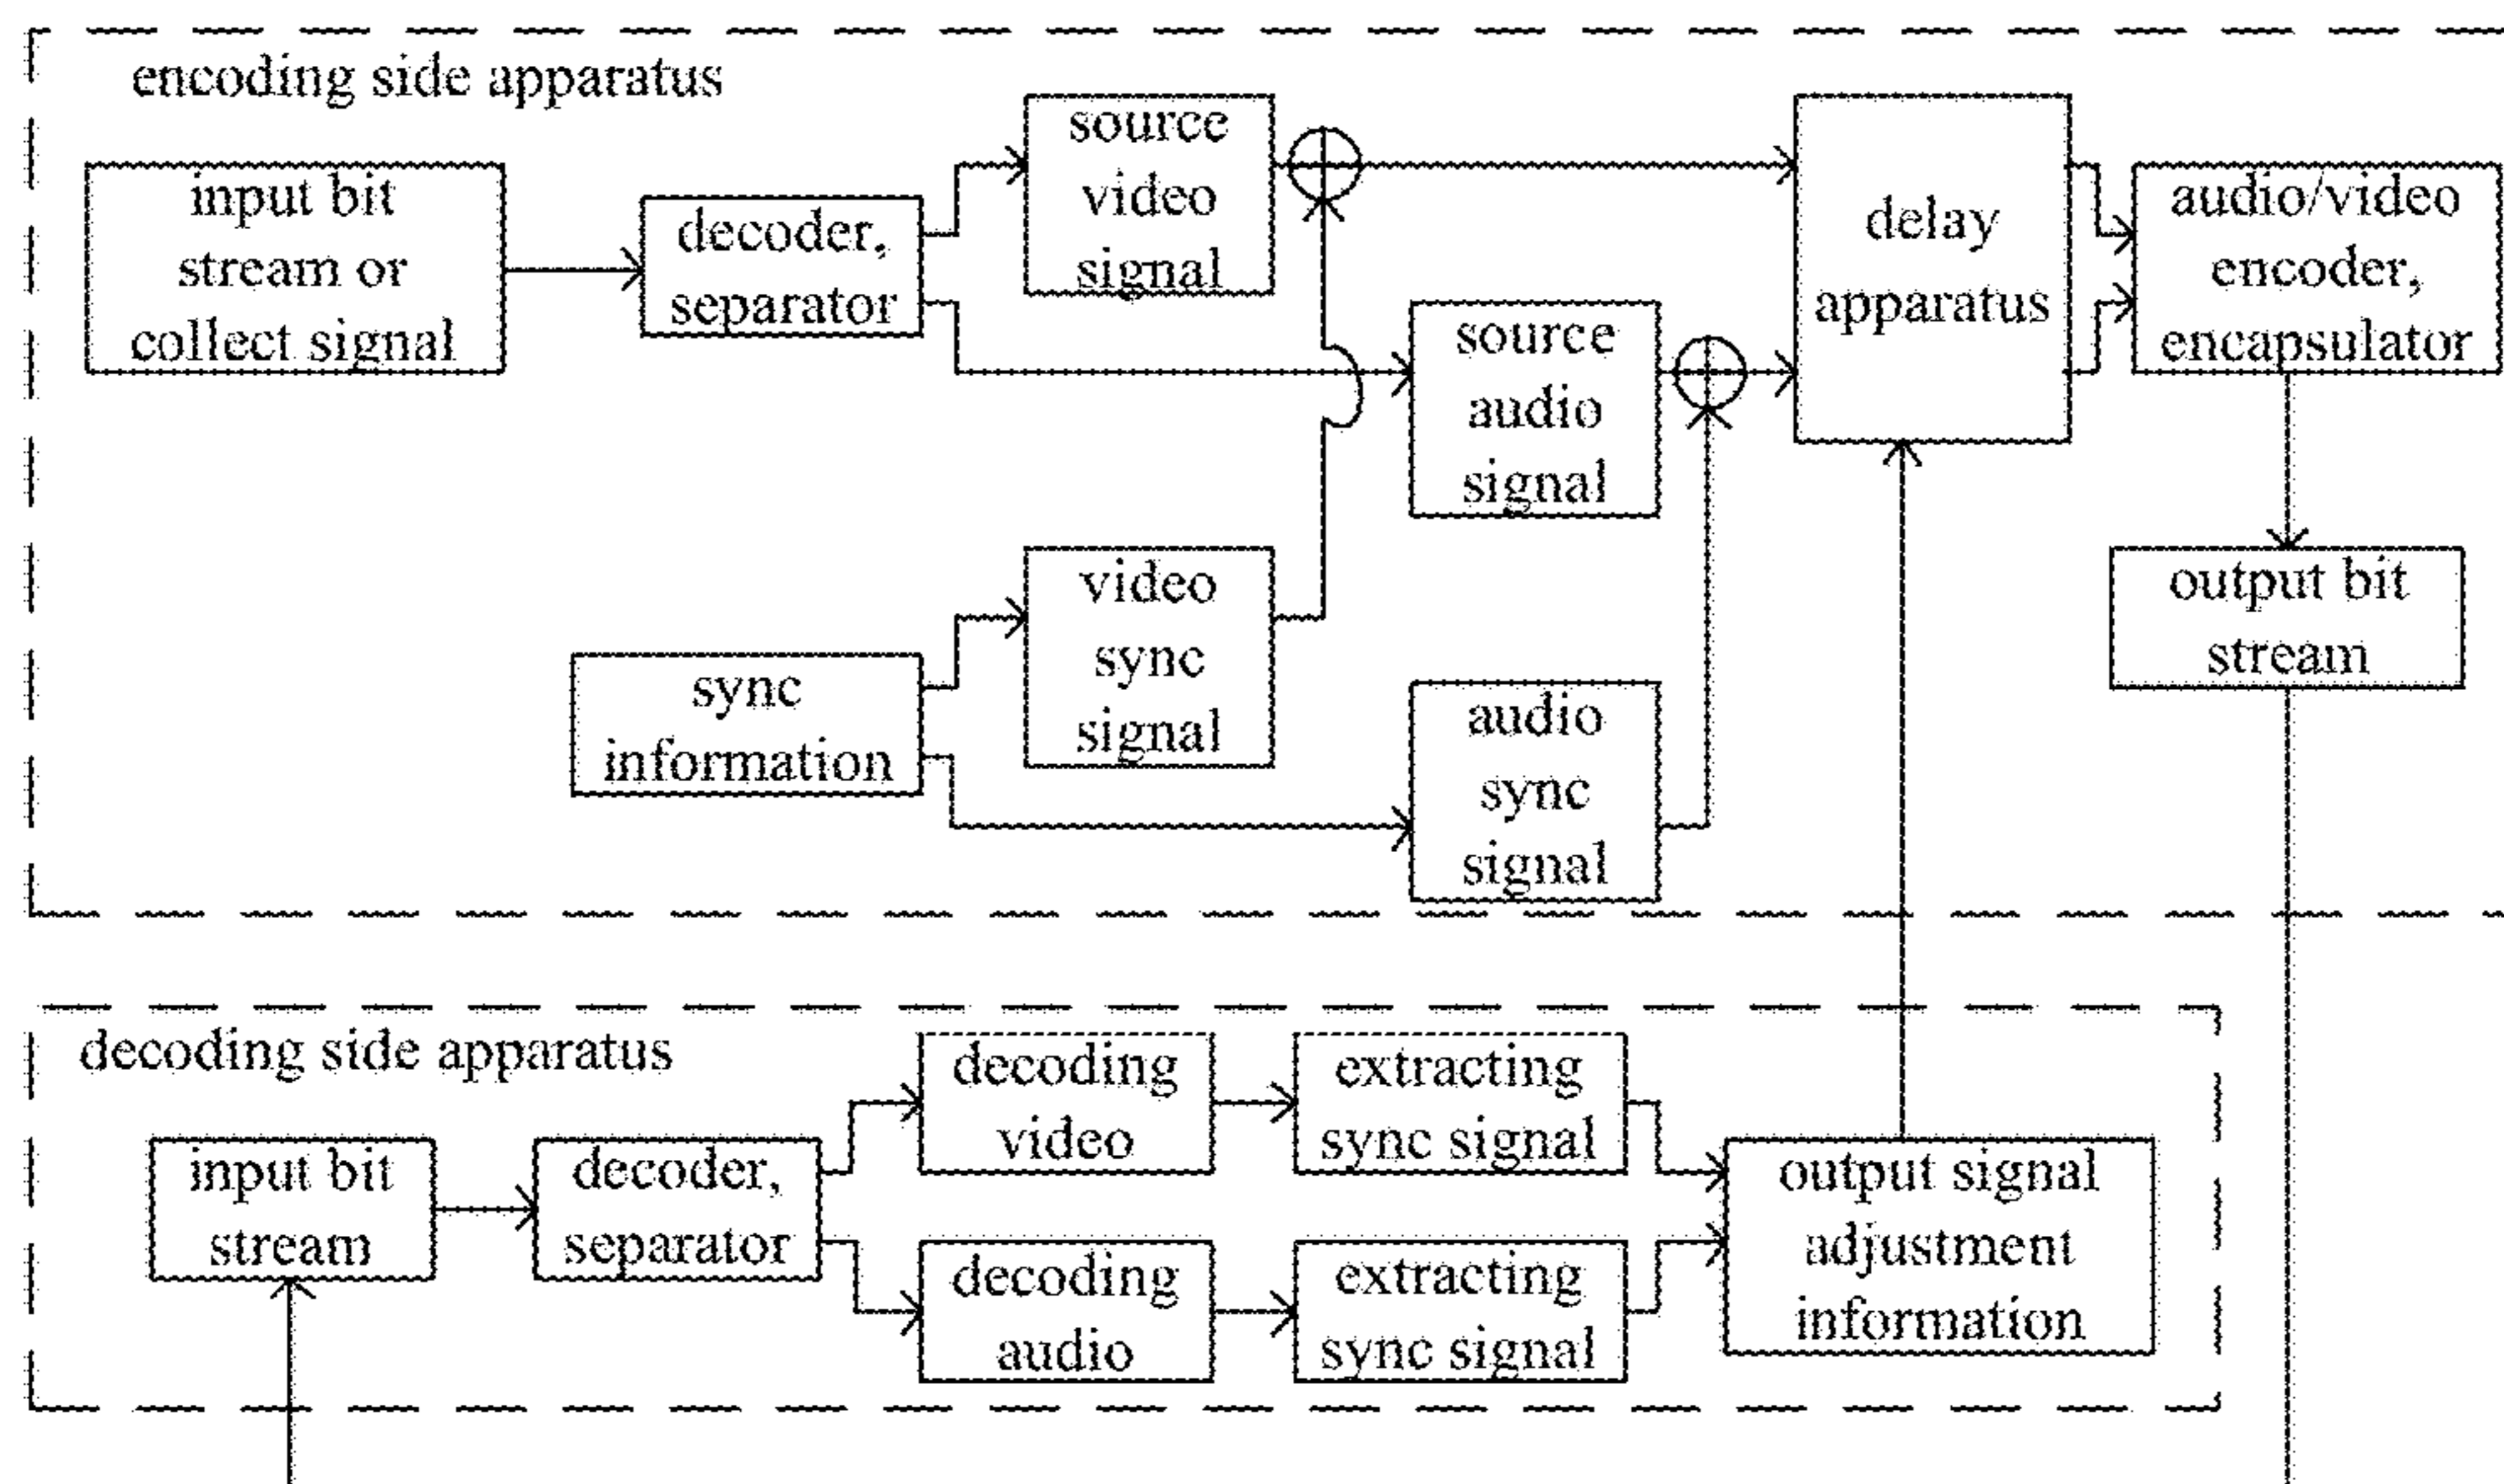 encoding side apparatus
input bit
stream or
collect signal
decoder,
separator
source
video
signal
source
audio
signal
delay
apparatus
audio/video
encoder,
encapsulator
output bit
stream
sync
information
video
sync
signal
audio
sync
signal
decoding side apparatus
input bit
stream
decoder,
separator
decoding
video
extracting
sync signal
decoding
audio
extracting
sync signal
output signal
adjustment
information